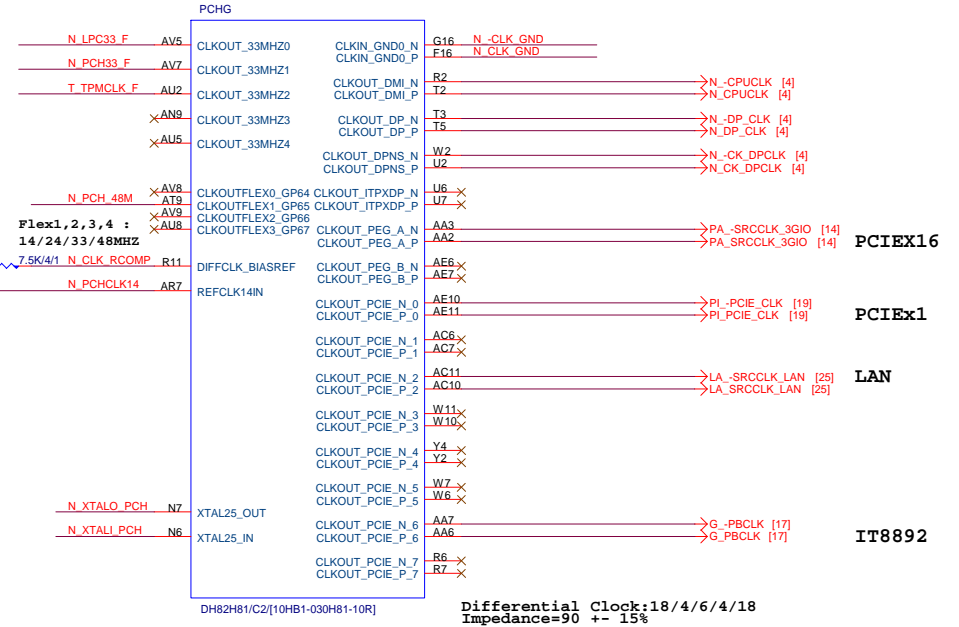 PCHG
N_LPC33_F AV5 CLKOUT_33MHZ0
N_PCH33_F AV7 CLKOUT_33MHZ1
T_TPMCLK_F AU2 CLKOUT_33MHZ2
AN9 CLKOUT_33MHZ3
AU5 CLKOUT_33MHZ4
AV8 CLKOUTFLEX0_GP64
N_PCH_48M AT9 CLKOUTFLEX1_GP65
AV9 CLKOUTFLEX2_GP66
AU8 CLKOUTFLEX3_GP67
Flex1,2,3,4 :
14/24/33/48MHZ
7.5K/4/1 N_CLK_RCOMP R11 DIFFCLK_BIASREF
N_PCHCLK14 AR7 REFCLK14IN
N_XTALO_PCH N7 XTAL25_OUT
N_XTALI_PCH N6 XTAL25_IN
CLKIN_GND0_N G16 N_-CLK_GND
CLKIN_GND0_P F16 N_CLK_GND
CLKOUT_DMI_N R2 N_-CPUCLK [4]
CLKOUT_DMI_P T2 N_CPUCLK [4]
CLKOUT_DP_N T3 N_-DP_CLK [4]
CLKOUT_DP_P T5 N_DP_CLK [4]
CLKOUT_DPNS_N W2 N_-CK_DPCLK [4]
CLKOUT_DPNS_P U2 N_CK_DPCLK [4]
CLKOUT_ITPXDP_N U6
CLKOUT_ITPXDP_P U7
CLKOUT_PEG_A_N AA3 PA_-SRCCLK_3GIO [14]
CLKOUT_PEG_A_P AA2 PA_SRCCLK_3GIO [14]
PCIEX16
CLKOUT_PEG_B_N AE6
CLKOUT_PEG_B_P AE7
CLKOUT_PCIE_N_0 AE10 PI_-PCIE_CLK [19]
CLKOUT_PCIE_P_0 AE11 PI_PCIE_CLK [19]
PCIEx1
CLKOUT_PCIE_N_1 AC6
CLKOUT_PCIE_P_1 AC7
CLKOUT_PCIE_N_2 AC11 LA_-SRCCLK_LAN [25]
CLKOUT_PCIE_P_2 AC10 LA_SRCCLK_LAN [25]
LAN
CLKOUT_PCIE_N_3 W11
CLKOUT_PCIE_P_3 W10
CLKOUT_PCIE_N_4 Y4
CLKOUT_PCIE_P_4 Y2
CLKOUT_PCIE_N_5 W7
CLKOUT_PCIE_P_5 W6
CLKOUT_PCIE_N_6 AA7 G_-PBCLK [17]
CLKOUT_PCIE_P_6 AA6 G_PBCLK [17]
IT8892
CLKOUT_PCIE_N_7 R6
CLKOUT_PCIE_P_7 R7
DH82H81/C2/[10HB1-030H81-10R]
Differential Clock:18/4/6/4/18
Impedance=90 +- 15%